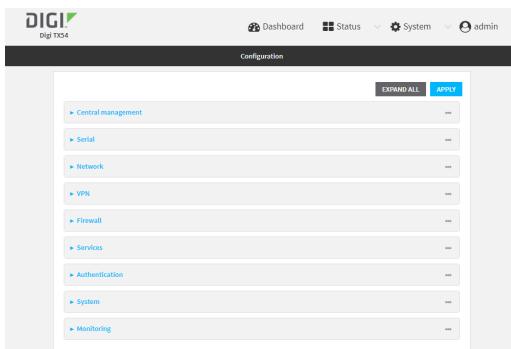 DIGI
Digi TX54
Dashboard Status System admin
Configuration
EXPAND ALL APPLY
Central management
Serial
Network
VPN
Firewall
Services
Authentication
System
Monitoring